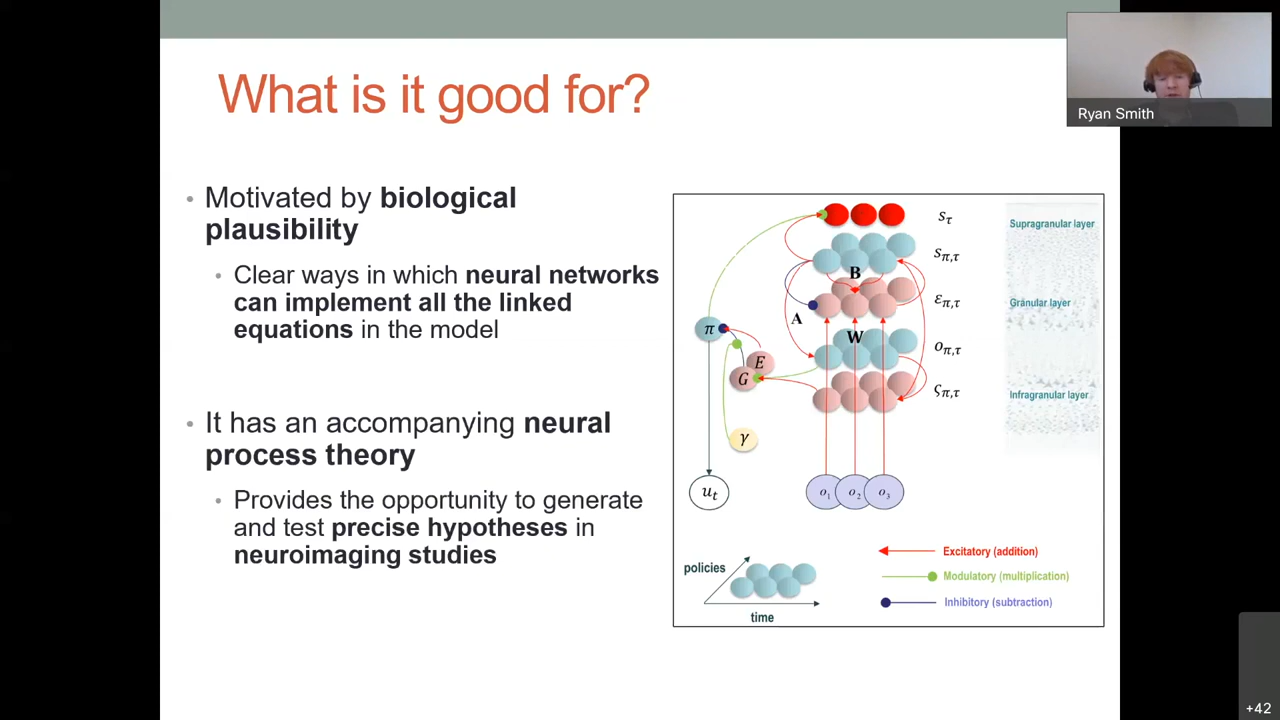 What is it good for?
Ryan Smith
• Motivated by biological
plausibility
• Clear ways in which neural networks
can implement all the linked
equations in the model
• It has an accompanying neural
process theory
• Provides the opportunity to generate
and test precise hypotheses in
neuroimaging studies
s_τ
Supragranular layer
s_π,τ
B
ε_π,τ
Granular layer
A
π
W
o_π,τ
E
G
ς_π,τ
Infragranular layer
γ
u_t
o_1 o_2 o_3
Excitatory (addition)
policies
Modulatory (multiplication)
Inhibitory (subtraction)
time
+42